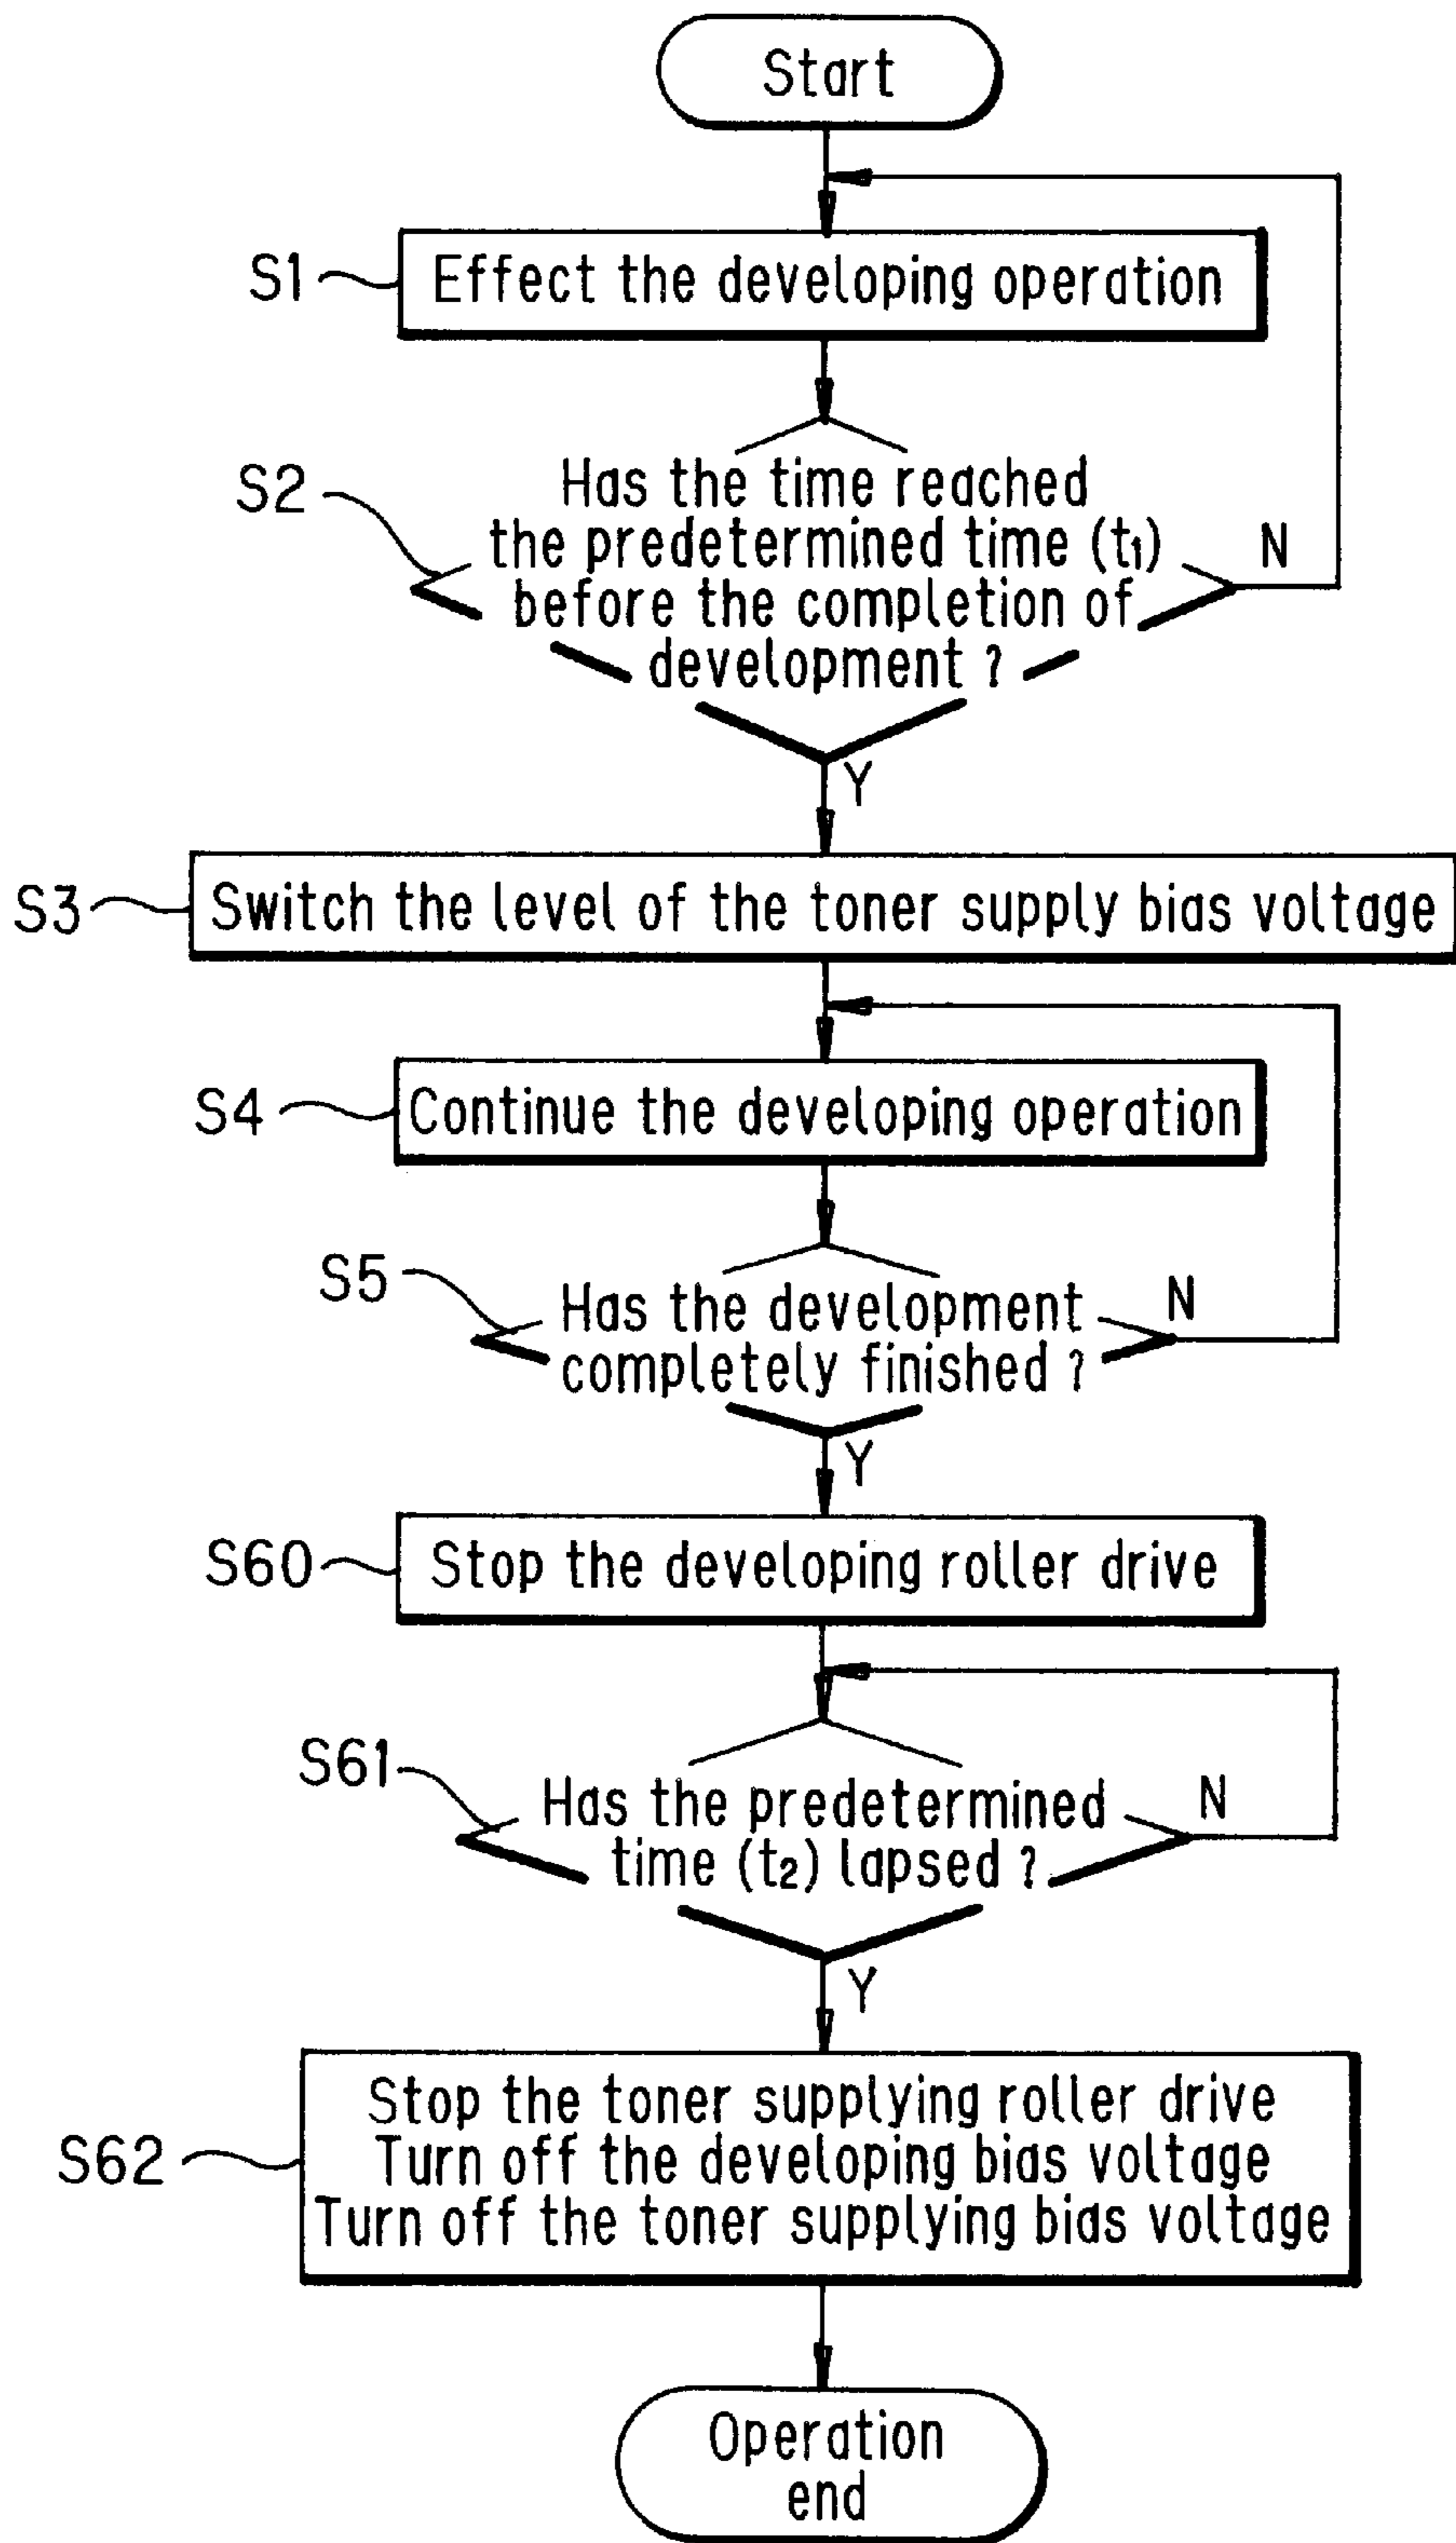 Start
S1
Effect the developing operation
S2
Has the time reached
the predetermined time (t₁)
before the completion of
development ?
N
Y
S3
Switch the level of the toner supply bias voltage
S4
Continue the developing operation
S5
Has the development
completely finished ?
N
Y
S60
Stop the developing roller drive
S61
Has the predetermined
time (t₂) lapsed ?
N
Y
S62
Stop the toner supplying roller drive
Turn off the developing bias voltage
Turn off the toner supplying bias voltage
Operation
end